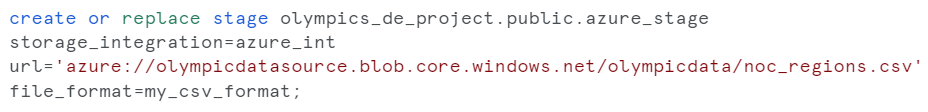 create or replace stage olympics_de_project.public.azure_stage
storage_integration=azure_int
url='azure://olympicdatasource.blob.core.windows.net/olympicdata/noc_regions.csv'
file_format=my_csv_format;